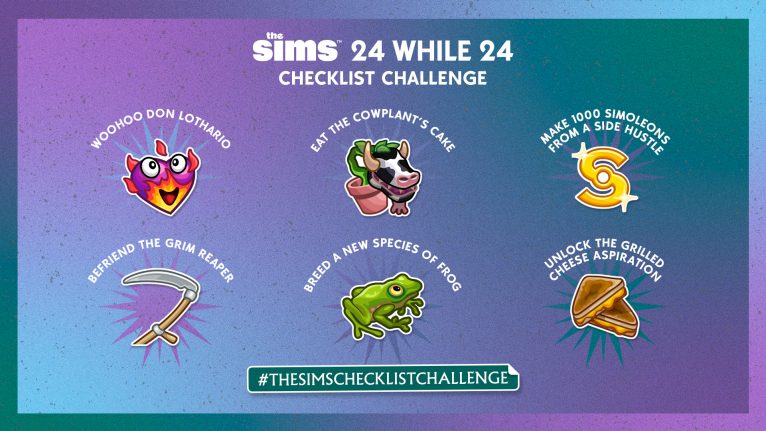 the
sims™ 24 WHILE 24
CHECKLIST CHALLENGE
WOOHOO DON LOTHARIO
EAT THE COWPLANT'S CAKE
MAKE 1000 SIMOLEONS
FROM A SIDE HUSTLE
BEFRIEND THE GRIM REAPER
BREED A NEW SPECIES OF FROG
UNLOCK THE GRILLED
CHEESE ASPIRATION
#THESIMSCHECKLISTCHALLENGE